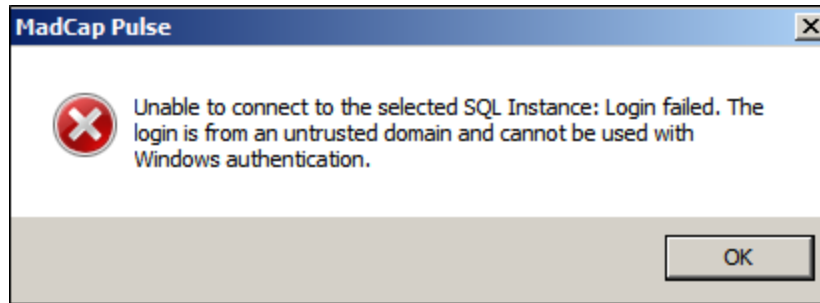 MadCap Pulse
Unable to connect to the selected SQL Instance: Login failed. The
login is from an untrusted domain and cannot be used with
Windows authentication.
OK